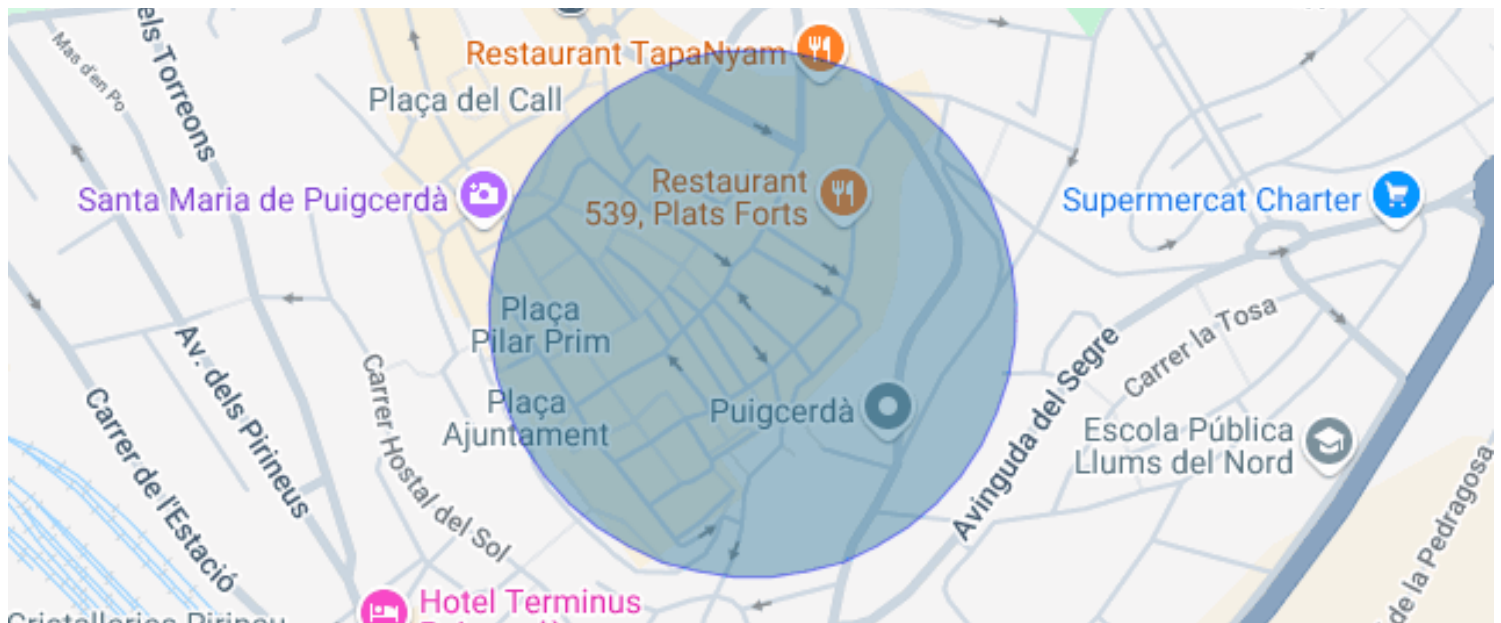 dels Torreons
Mas d'en Po
Restaurant TapaNyam
Plaça del Call
Santa Maria de Puigcerdà
Restaurant
539, Plats Forts
Supermercat Charter
Plaça
Pilar Prim
Av. dels Pirineus
Carrer Hostal del Sol
Carrer la Tosa
Plaça
Ajuntament
Puigcerdà
Avinguda del Segre
Escola Pública
Llums del Nord
Carrer de l'Estació
de la Pedragosa
Hotel Terminus